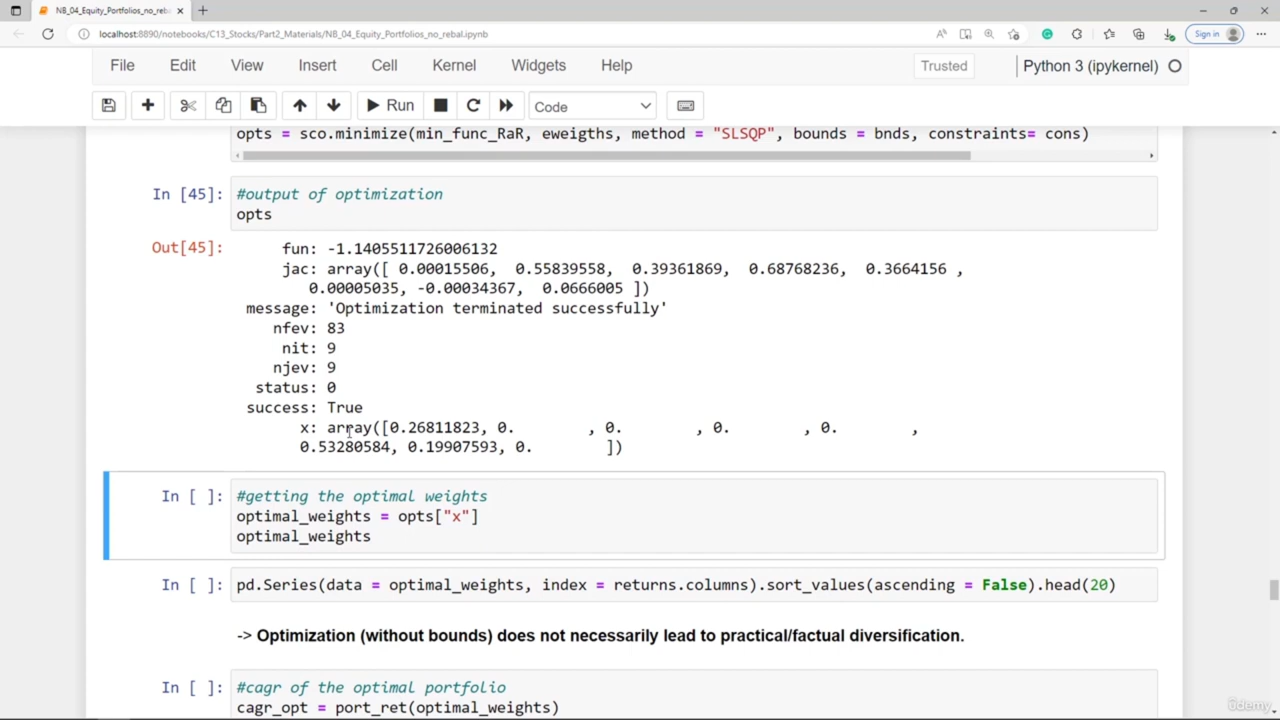 NB_04_Equity_Portfolios_no_reb
localhost:8890/notebooks/C13_Stocks/Part2_Materials/NB_04_Equity_Portfolios_no_rebal.ipynb
Sign in
File Edit View Insert Cell Kernel Widgets Help
Trusted
Python 3 (ipykernel)
Run
Code
opts = sco.minimize(min_func_RaR, eweigths, method = "SLSQP", bounds = bnds, constraints= cons)
In [45]:
#output of optimization
opts
Out[45]:
fun: -1.1405511726006132
jac: array([ 0.00015506, 0.55839558, 0.39361869, 0.68768236, 0.3664156 ,
0.00005035, -0.00034367, 0.0666005 ])
message: 'Optimization terminated successfully'
nfev: 83
nit: 9
njev: 9
status: 0
success: True
x: array([0.26811823, 0. , 0. , 0. , 0. ,
0.53280584, 0.19907593, 0. ])
In [ ]:
#getting the optimal weights
optimal_weights = opts["x"]
optimal_weights
In [ ]:
pd.Series(data = optimal_weights, index = returns.columns).sort_values(ascending = False).head(20)
-> Optimization (without bounds) does not necessarily lead to practical/factual diversification.
In [ ]:
#cagr of the optimal portfolio
cagr_opt = port_ret(optimal_weights)
Udemy